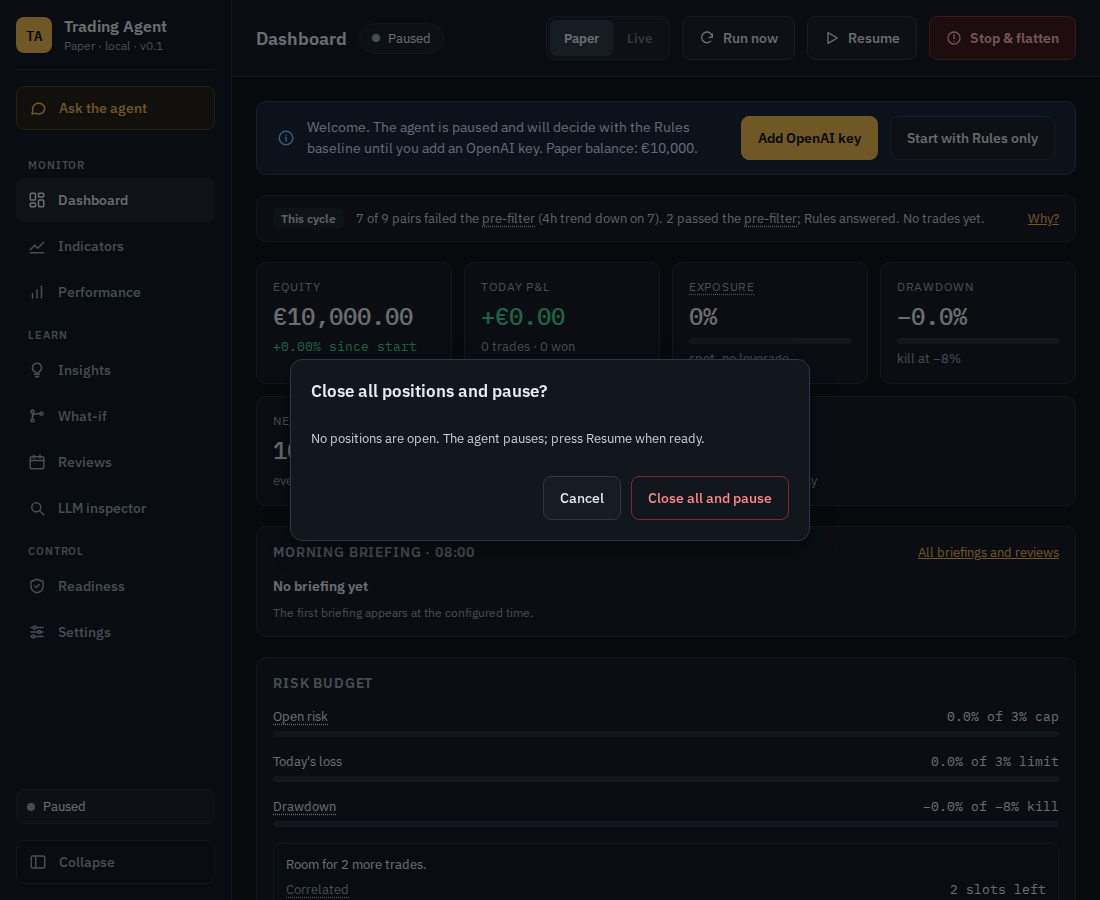 TA
Trading Agent
Paper · local · v0.1
Ask the agent
MONITOR
Dashboard
Indicators
Performance
LEARN
Insights
What-if
Reviews
LLM inspector
CONTROL
Readiness
Settings
Paused
Collapse
Dashboard
Paused
Paper
Live
Run now
Resume
Stop & flatten
Welcome. The agent is paused and will decide with the Rules
baseline until you add an OpenAI key. Paper balance: €10,000.
Add OpenAI key
Start with Rules only
This cycle
7 of 9 pairs failed the pre-filter (4h trend down on 7). 2 passed the pre-filter; Rules answered. No trades yet.
Why?
EQUITY
€10,000.00
+0.00% since start
TODAY P&L
+€0.00
0 trades · 0 won
EXPOSURE
0%
spot, no leverage
DRAWDOWN
−0.0%
kill at −8%
Close all positions and pause?
No positions are open. The agent pauses; press Resume when ready.
Cancel
Close all and pause
MORNING BRIEFING · 08:00
All briefings and reviews
No briefing yet
The first briefing appears at the configured time.
RISK BUDGET
Open risk
0.0% of 3% cap
Today's loss
0.0% of 3% limit
Drawdown
−0.0% of −8% kill
Room for 2 more trades.
Correlated
2 slots left